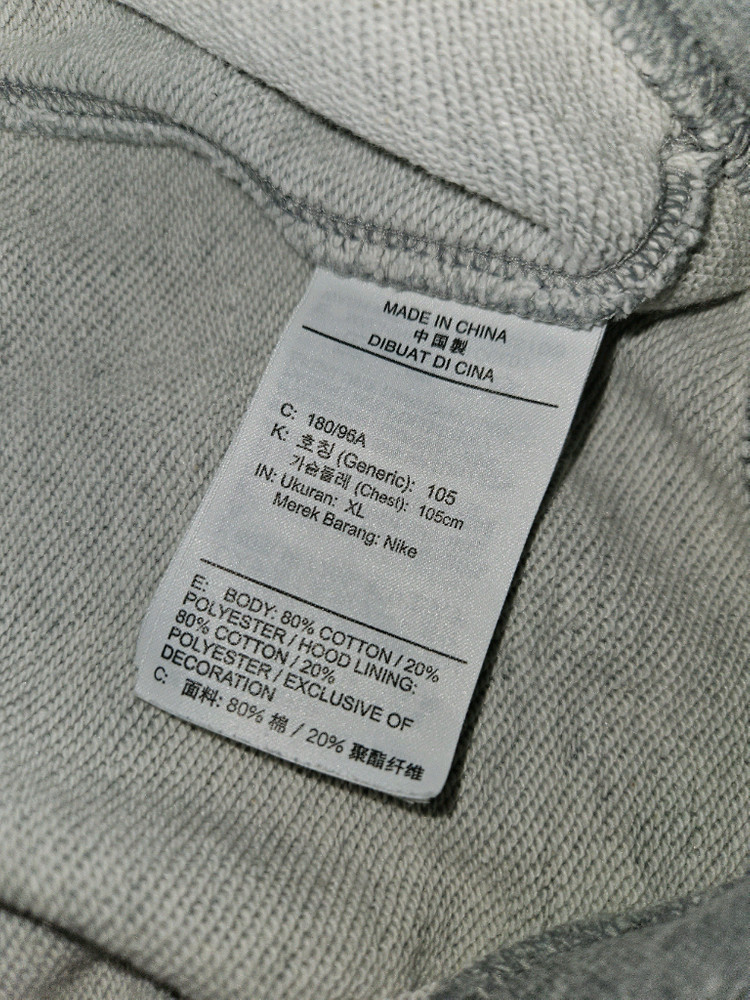 MADE IN CHINA
中国製
DIBUAT DI CINA
C: 180/96A
K: 호칭 (Generic): 105
가슴둘레 (Chest): 105cm
IN: Ukuran: XL
Merek Barang: Nike
E: BODY: 80% COTTON / 20%
POLYESTER / HOOD LINING:
80% COTTON / 20%
POLYESTER / EXCLUSIVE OF
DECORATION
C: 面料: 80% 棉 / 20% 聚酯纤维